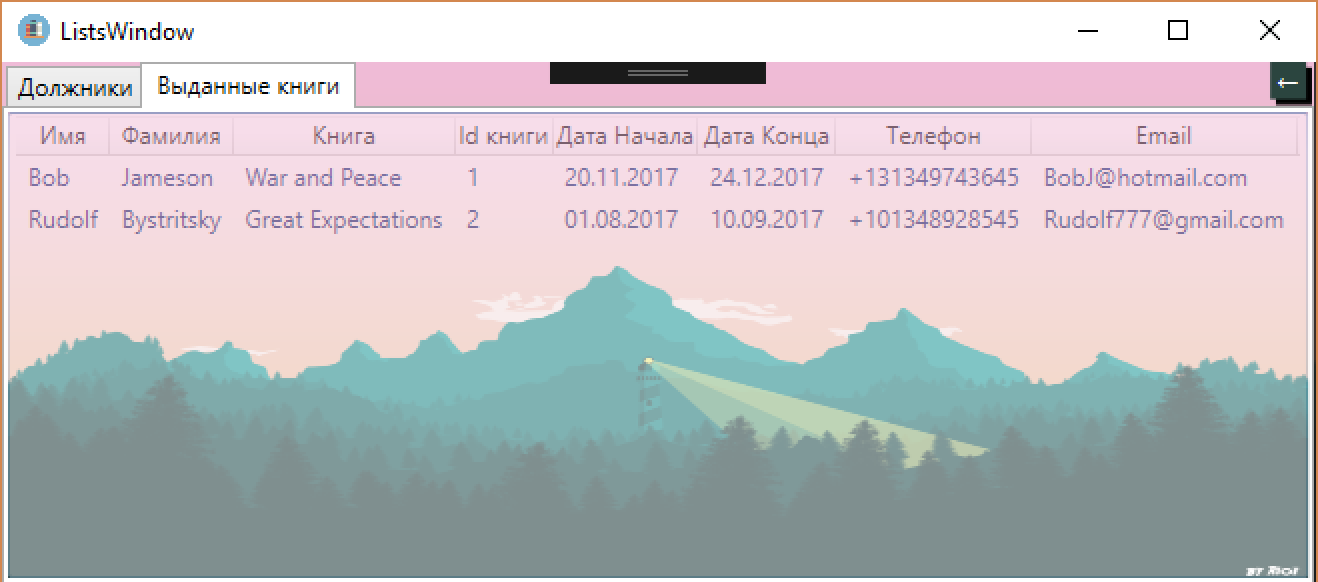 ListsWindow
Должники Выданные книги ←
Имя Фамилия Книга Id книги Дата Начала Дата Конца Телефон Email
Bob Jameson War and Peace 1 20.11.2017 24.12.2017 +131349743645 BobJ@hotmail.com
Rudolf Bystritsky Great Expectations 2 01.08.2017 10.09.2017 +101348928545 Rudolf777@gmail.com